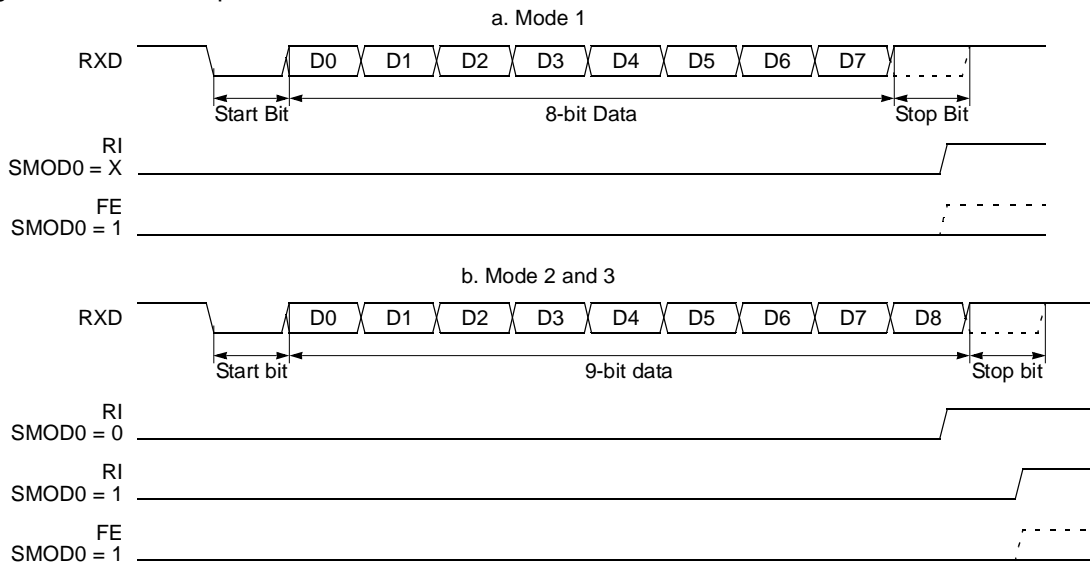 a. Mode 1
RXD D0 D1 D2 D3 D4 D5 D6 D7
Start Bit 8-bit Data Stop Bit
RI
SMOD0 = X
FE
SMOD0 = 1
b. Mode 2 and 3
RXD D0 D1 D2 D3 D4 D5 D6 D7 D8
Start bit 9-bit data Stop bit
RI
SMOD0 = 0
RI
SMOD0 = 1
FE
SMOD0 = 1